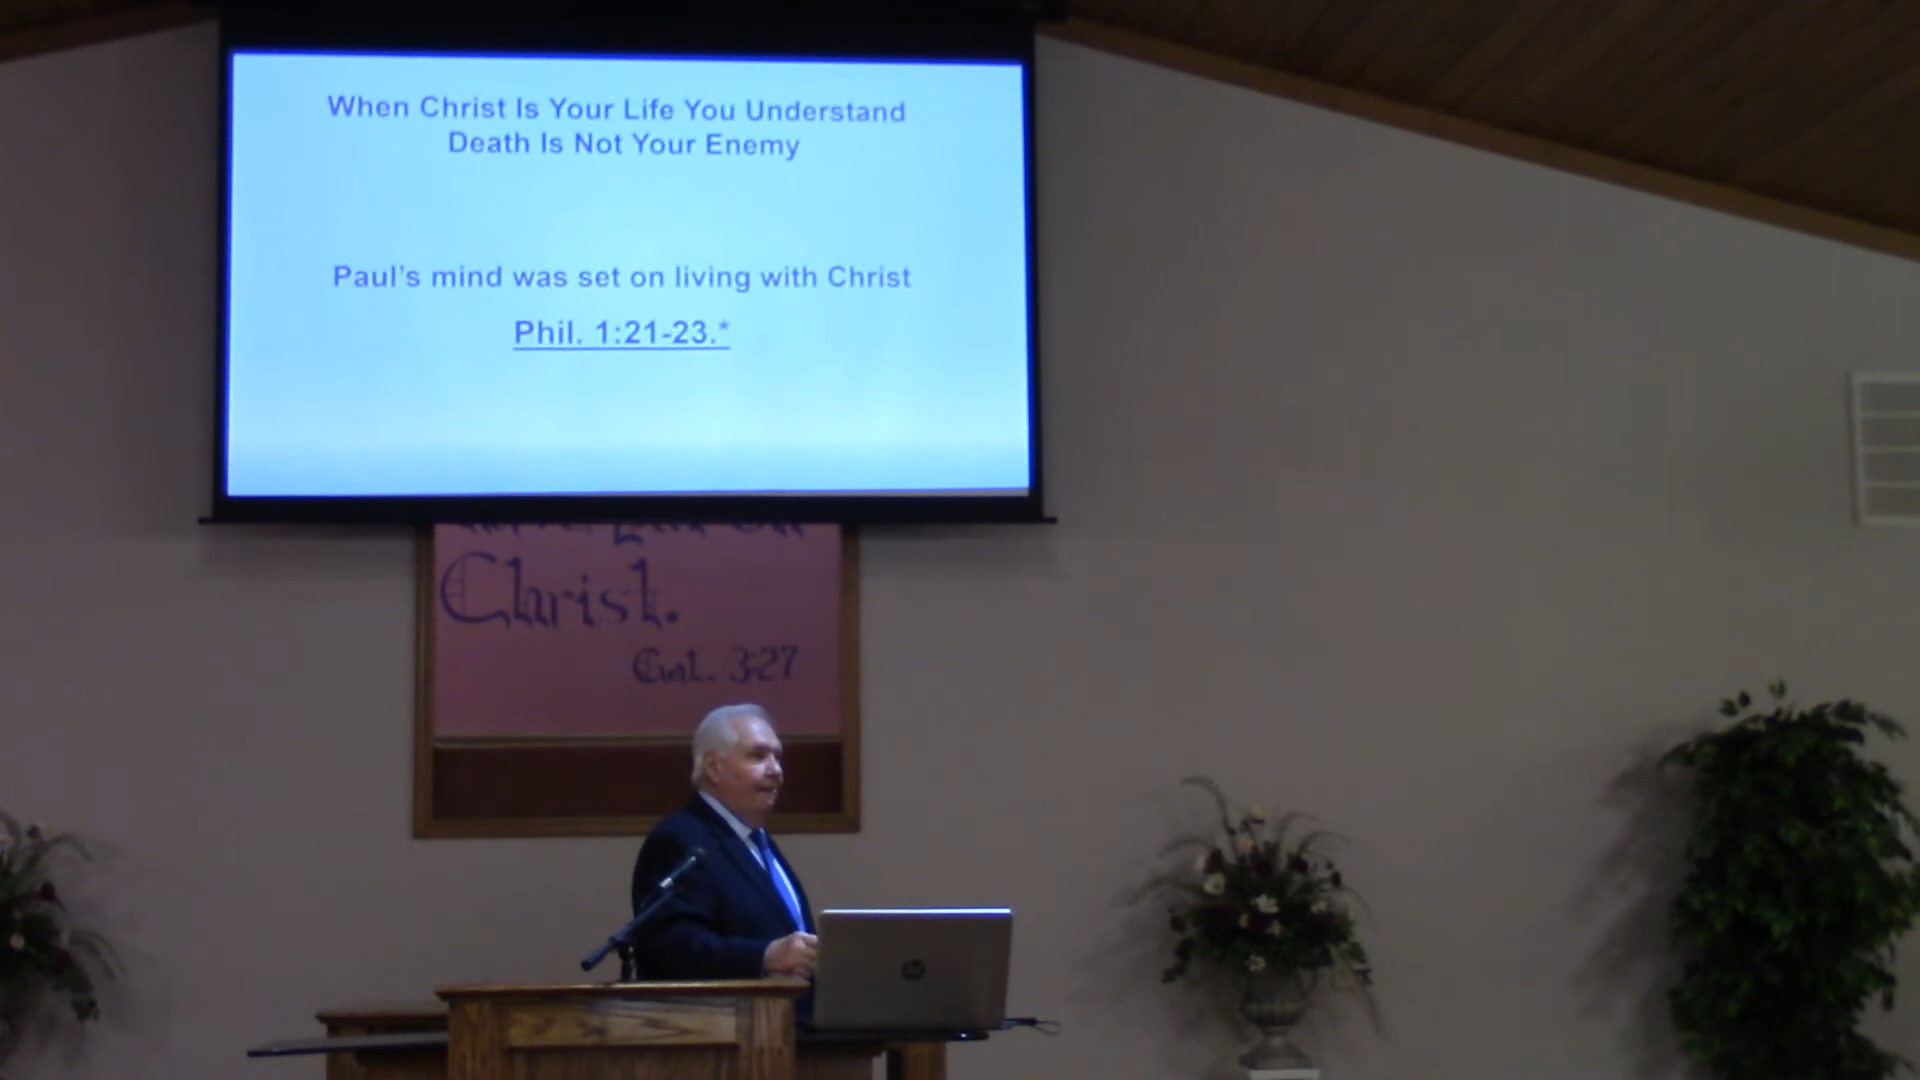 When Christ Is Your Life You Understand
Death Is Not Your Enemy
Paul's mind was set on living with Christ
Phil. 1:21-23.*
Christ.
Gal. 3:27
hp